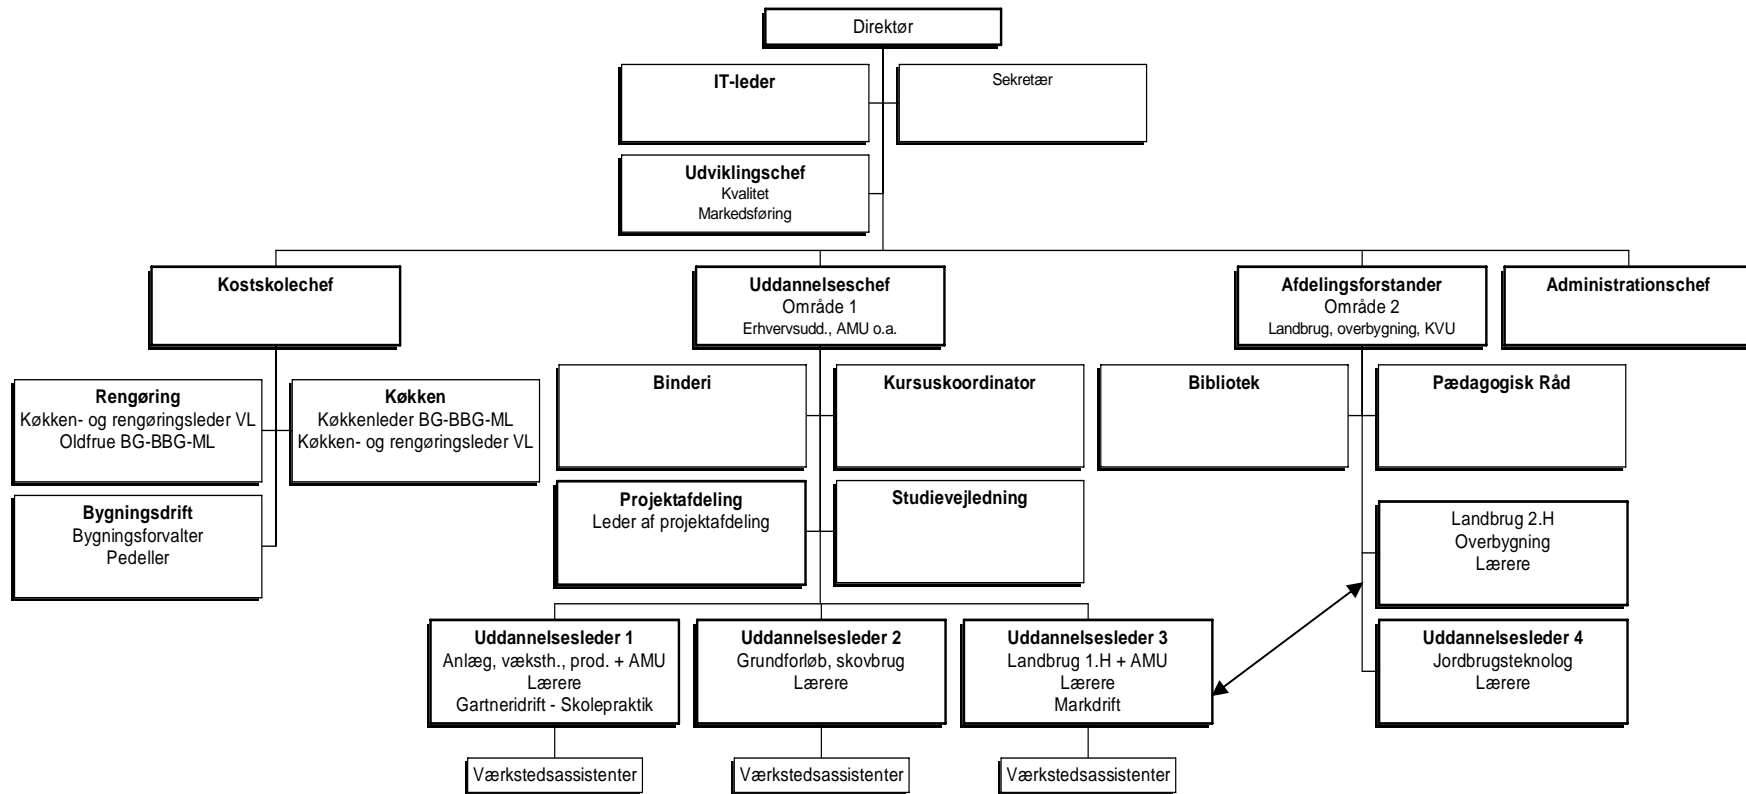 Direktør
IT-leder
Sekretær
Udviklingschef
Kvalitet
Markedsføring
Kostskolechef
Uddannelseschef
Område 1
Erhvervsudd., AMU o.a.
Afdelingsforstander
Område 2
Landbrug, overbygning, KVU
Administrationschef
Rengøring
Køkken- og rengøringsleder VL
Oldfrue BG-BBG-ML
Køkken
Køkkenleder BG-BBG-ML
Køkken- og rengøringsleder VL
Bygningsdrift
Bygningsforvalter
Pedeller
Binderi
Kursuskoordinator
Projektafdeling
Leder af projektafdeling
Studievejledning
Bibliotek
Pædagogisk Råd
Landbrug 2.H
Overbygning
Lærere
Uddannelsesleder 1
Anlæg, væksth., prod. + AMU
Lærere
Gartneridrift - Skolepraktik
Uddannelsesleder 2
Grundforløb, skovbrug
Lærere
Uddannelsesleder 3
Landbrug 1.H + AMU
Lærere
Markdrift
Uddannelsesleder 4
Jordbrugsteknolog
Lærere
Værkstedsassistenter
Værkstedsassistenter
Værkstedsassistenter